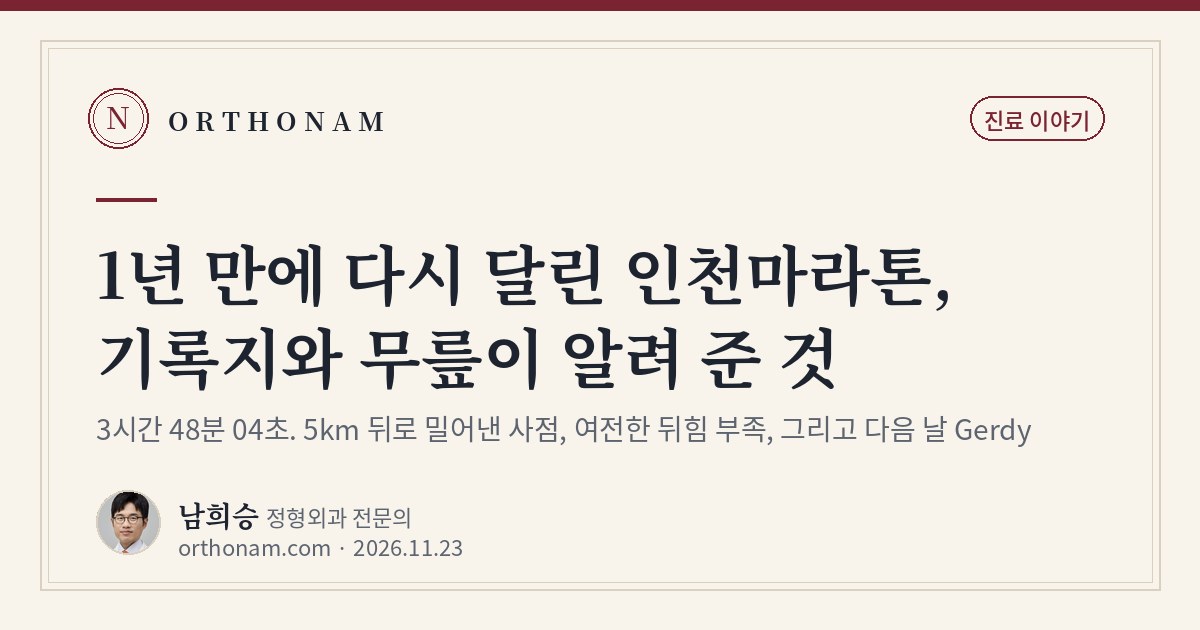 N ORTHONAM
진료 이야기
1년 만에 다시 달린 인천마라톤,
기록지와 무릎이 알려 준 것
3시간 48분 04초. 5km 뒤로 밀어낸 사점, 여전한 뒤힘 부족, 그리고 다음 날 Gerdy
남희승 정형외과 전문의
orthonam.com · 2026.11.23